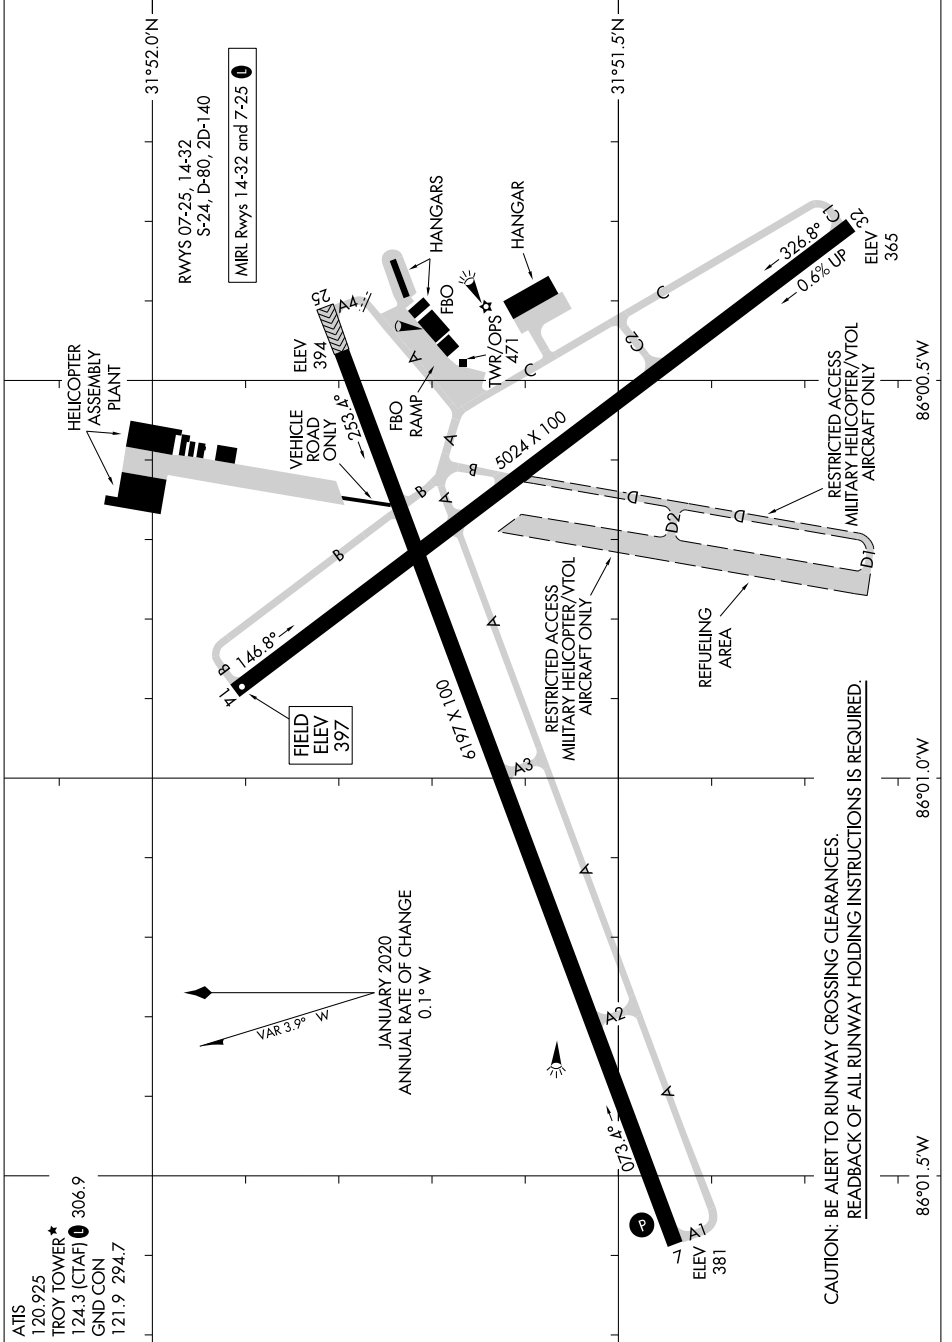 ATIS
120.925
TROY TOWER★
124.3 (CTAF) L 306.9
GND CON
121.9 294.7
RWYS 07-25, 14-32
S-24, D-80, 2D-140
MIRL Rwys 14-32 and 7-25 L
31°52.0'N
31°51.5'N
86°01.5'W
86°01.0'W
86°00.5'W
JANUARY 2020
ANNUAL RATE OF CHANGE
0.1° W
VAR 3.9° W
HELICOPTER
ASSEMBLY
PLANT
VEHICLE
ROAD
ONLY
FIELD
ELEV
397
14
146.8°
B
B
B
B
ELEV
394
25
253.4°
A4
HANGARS
FBO
A
FBO
RAMP
TWR/OPS
471
HANGAR
A
A
C
C
C2
C1
32
ELEV
365
326.8°
0.6% UP
5024 X 100
6197 X 100
A
A3
A
A2
A
A1
P
7
ELEV
381
073.4°
D
D
D2
D1
RESTRICTED ACCESS
MILITARY HELICOPTER/VTOL
AIRCRAFT ONLY
RESTRICTED ACCESS
MILITARY HELICOPTER/VTOL
AIRCRAFT ONLY
REFUELING
AREA
CAUTION: BE ALERT TO RUNWAY CROSSING CLEARANCES.
READBACK OF ALL RUNWAY HOLDING INSTRUCTIONS IS REQUIRED.